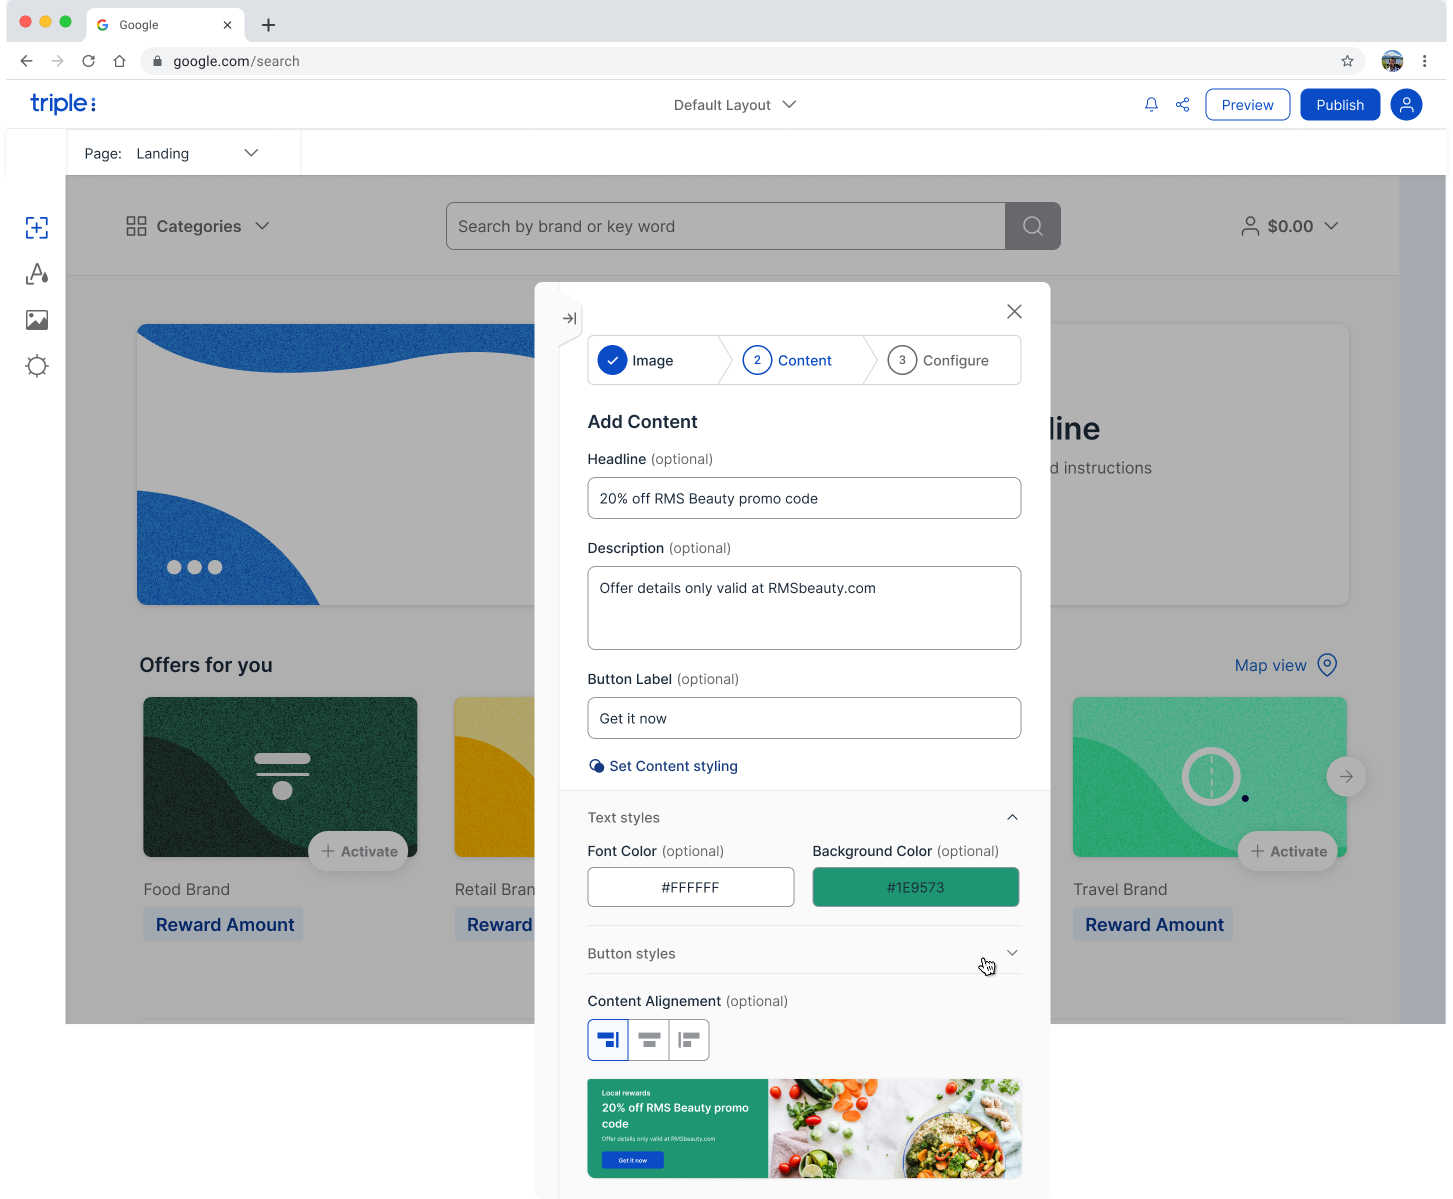 Google
google.com/search
triple:
Default Layout
Preview
Publish
Page: Landing
Categories
Search by brand or key word
$0.00
Image
2 Content
3 Configure
Add Content
Headline (optional)
20% off RMS Beauty promo code
line
d instructions
Description (optional)
Offer details only valid at RMSbeauty.com
Button Label (optional)
Get it now
Set Content styling
Offers for you
Map view
Text styles
Font Color (optional)
Background Color (optional)
#FFFFFF
#1E9573
Activate
Activate
Food Brand
Retail Bran
Travel Brand
Reward Amount
Reward
Reward Amount
Button styles
Content Alignement (optional)
Local rewards
20% off RMS Beauty promo
code
Offer details only valid at RMSbeauty.com
Get it now